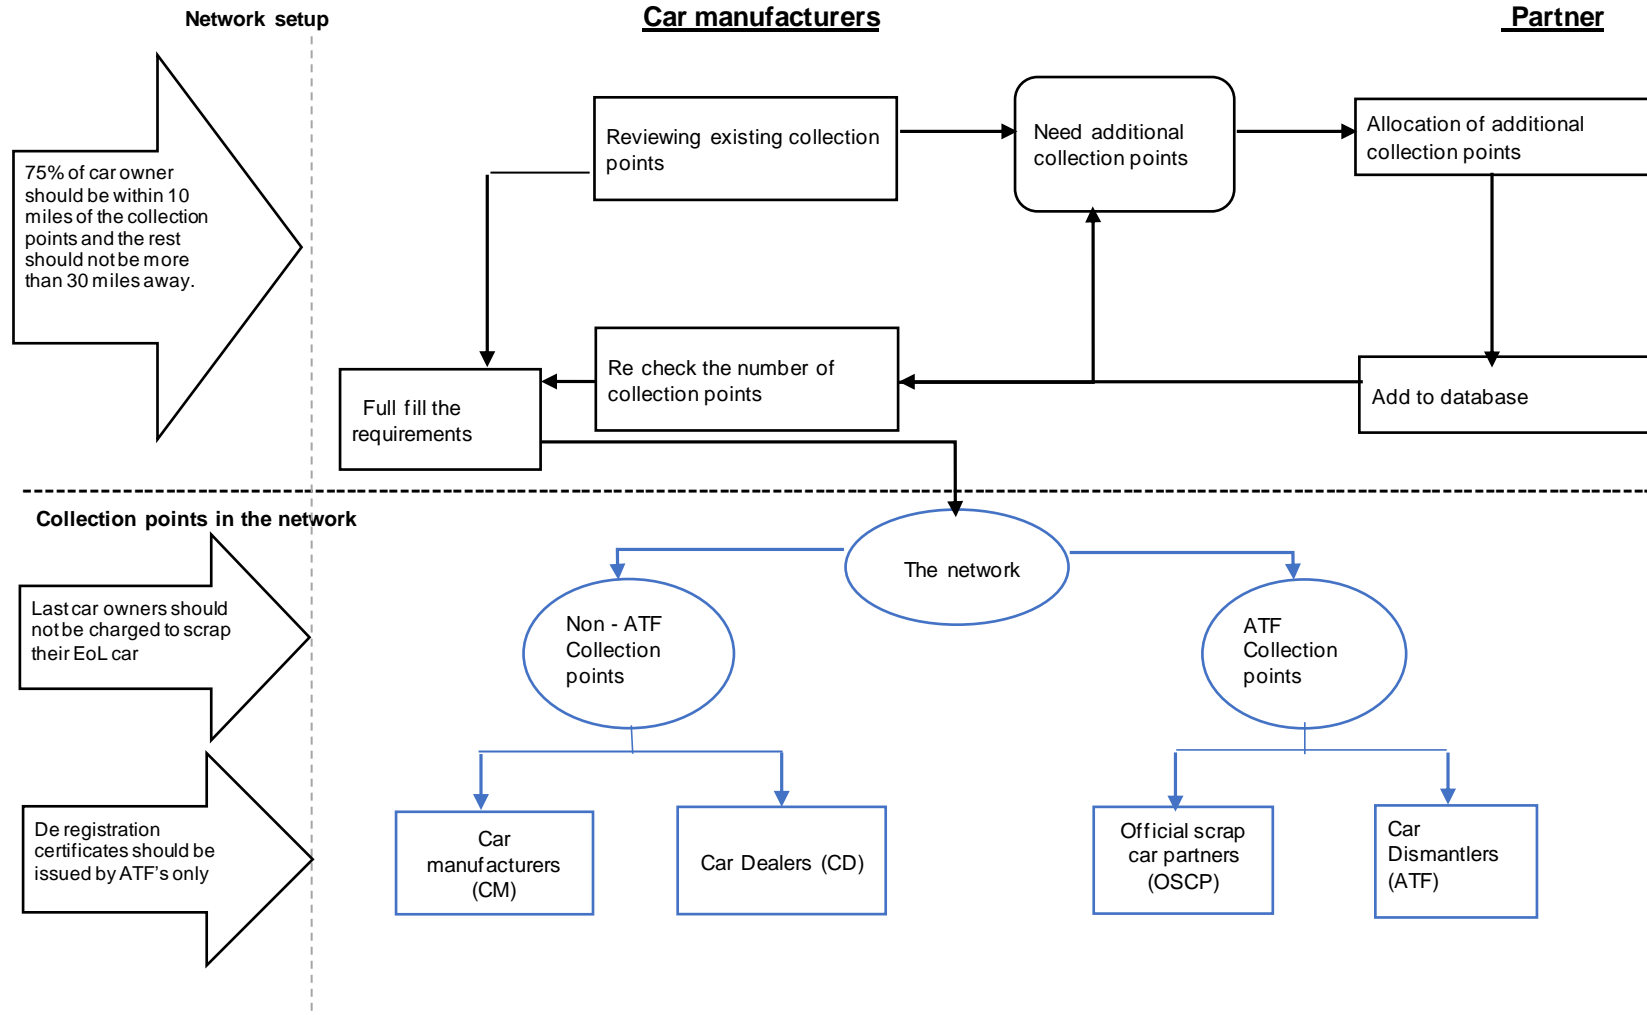 Network setup
Car manufacturers
Partner
75% of car owner
should be within 10
miles of the collection
points and the rest
should not be more
than 30 miles away.
Reviewing existing collection
points
Need additional
collection points
Allocation of additional
collection points
Full fill the
requirements
Re check the number of
collection points
Add to database
Collection points in the network
Last car owners should
not be charged to scrap
their EoL car
The network
Non - ATF
Collection
points
ATF
Collection
points
De registration
certificates should be
issued by ATF's only
Car
manufacturers
(CM)
Car Dealers (CD)
Official scrap
car partners
(OSCP)
Car
Dismantlers
(ATF)